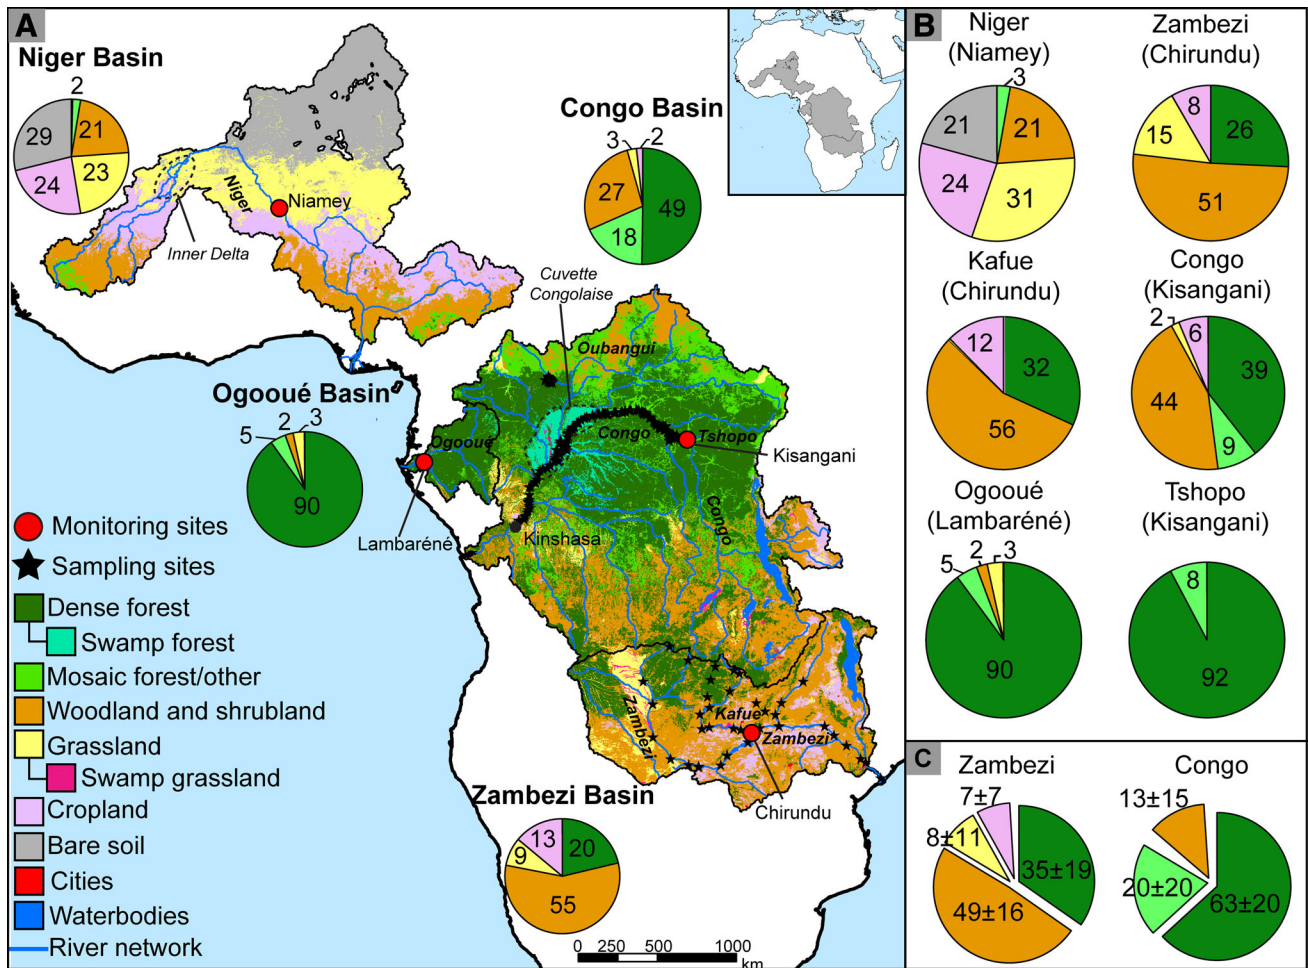 A
Niger Basin
2
21
23
24
29
Niger
Niamey
Inner Delta
Congo Basin
3
2
27
49
18
Cuvette
Congolaise
Oubangui
Ogooué Basin
5
2
3
90
Ogooué
Congo
Tshopo
Kisangani
Congo
Lambaréné
Kinshasa
Monitoring sites
Sampling sites
Dense forest
Swamp forest
Mosaic forest/other
Woodland and shrubland
Grassland
Swamp grassland
Cropland
Bare soil
Cities
Waterbodies
River network
Zambezi
Kafue
Zambezi
Chirundu
Zambezi Basin
13
20
9
55
0 250 500 1000
km
B
Niger
(Niamey)
3
21
21
24
31
Zambezi
(Chirundu)
8
26
15
51
Kafue
(Chirundu)
12
32
56
Congo
(Kisangani)
2
6
39
44
9
Ogooué
(Lambaréné)
5
2
3
90
Tshopo
(Kisangani)
8
92
C
Zambezi
7±7
8±11
35±19
49±16
Congo
13±15
20±20
63±20